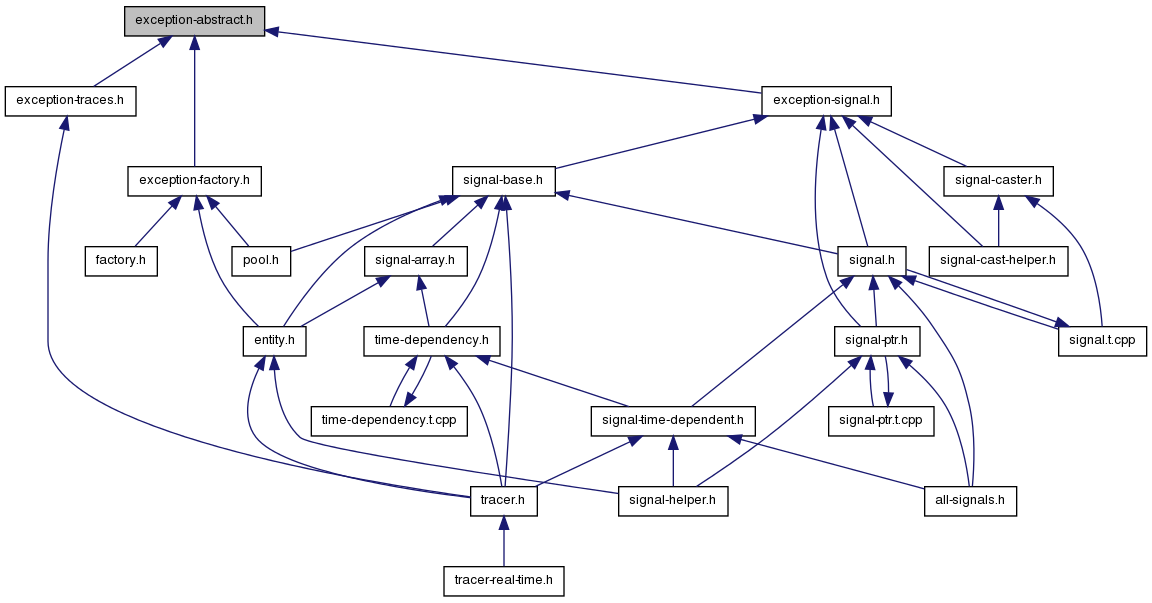 exception-abstract.h
exception-traces.h
exception-signal.h
exception-factory.h
signal-base.h
signal-caster.h
factory.h
pool.h
signal-array.h
signal.h
signal-cast-helper.h
entity.h
time-dependency.h
signal-ptr.h
signal.t.cpp
time-dependency.t.cpp
signal-time-dependent.h
signal-ptr.t.cpp
tracer.h
signal-helper.h
all-signals.h
tracer-real-time.h